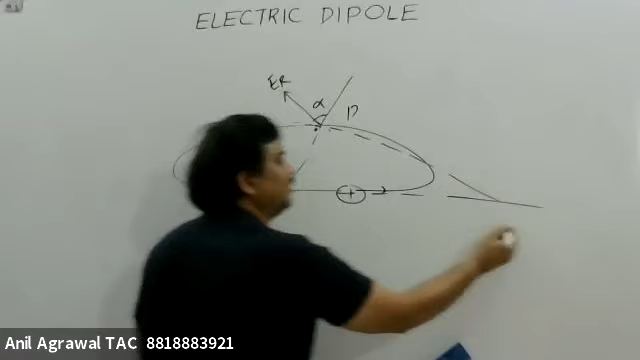 ELECTRIC DIPOLE
ER
α
P
+
Anil Agrawal TAC 8818883921